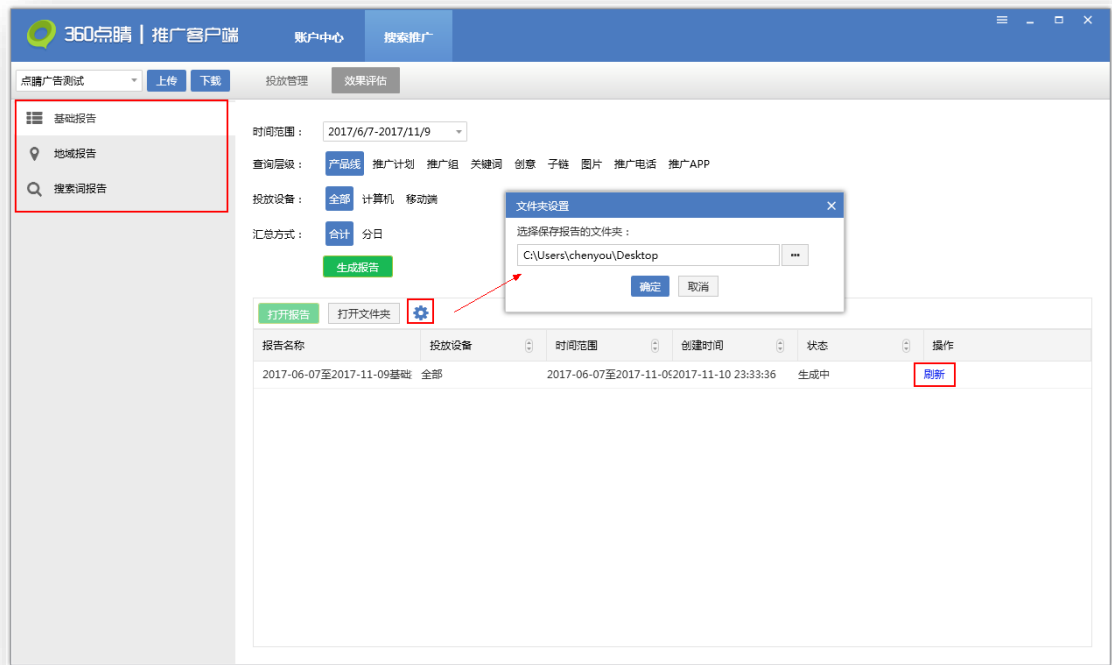 360点睛 | 推广客户端
账户中心 搜索推广
点睛广告测试 上传 下载 投放管理 效果评估
基础报告
地域报告
搜索词报告
时间范围： 2017/6/7-2017/11/9
查询层级： 产品线 推广计划 推广组 关键词 创意 子链 图片 推广电话 推广APP
投放设备： 全部 计算机 移动端
汇总方式： 合计 分日
生成报告
文件夹设置
选择保存报告的文件夹：
C:\Users\chenyou\Desktop ...
确定 取消
打开报告 打开文件夹
报告名称 投放设备 时间范围 创建时间 状态 操作
2017-06-07至2017-11-09基础 全部 2017-06-07至2017-11-09 2017-11-10 23:33:36 生成中 刷新